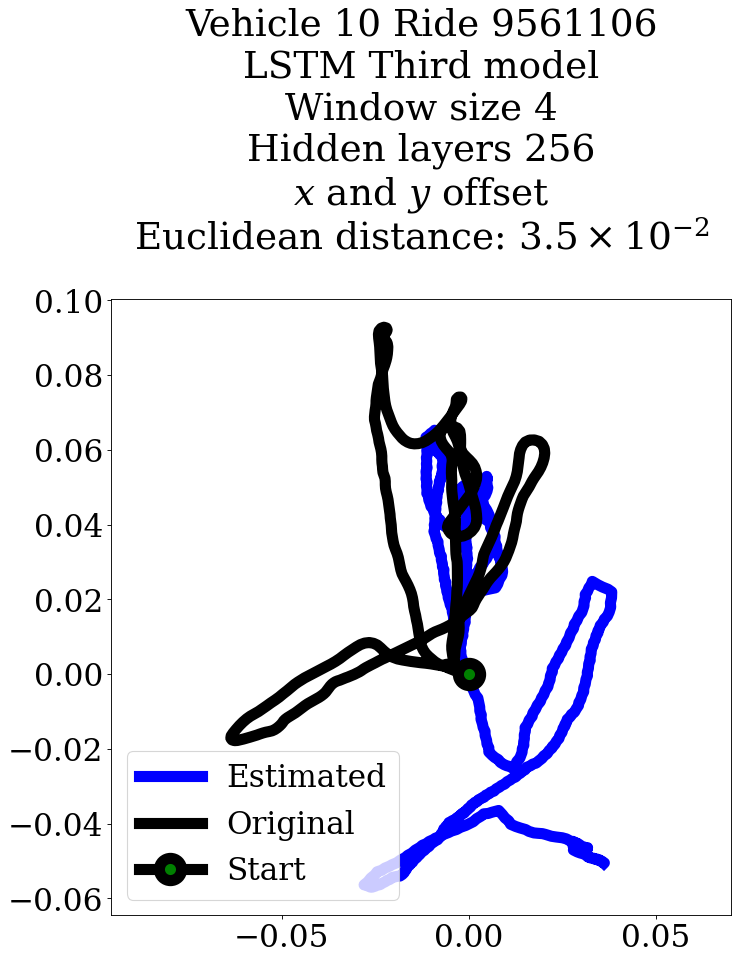 Vehicle 10 Ride 9561106
LSTM Third model
Window size 4
Hidden layers 256
x and y offset
Euclidean distance: 3.5 × 10⁻²
0.10
0.08
0.06
0.04
0.02
0.00
−0.02
−0.04
−0.06
Estimated
Original
Start
−0.05
0.00
0.05